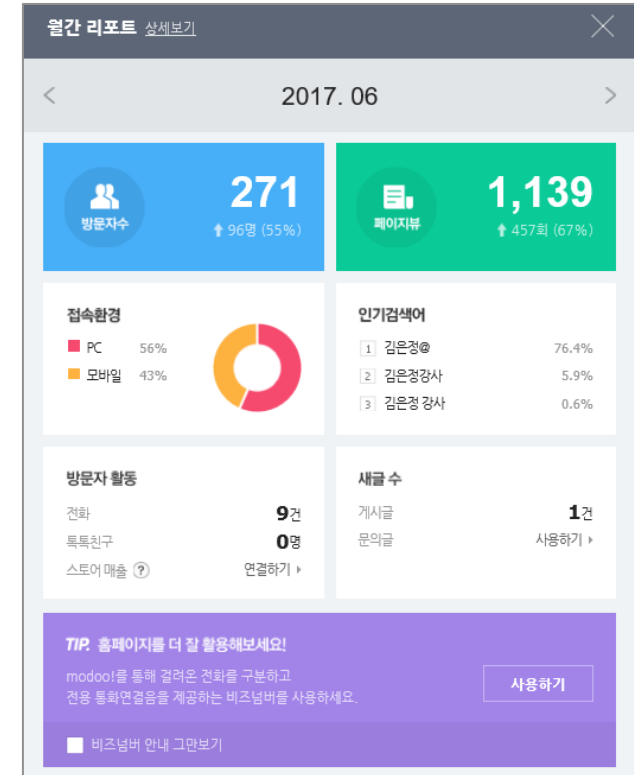 월간 리포트 상세보기
2017. 06
방문자수
271
96명 (55%)
페이지뷰
1,139
457회 (67%)
접속환경
PC 56%
모바일 43%
인기검색어
1 김은정@ 76.4%
2 김은정강사 5.9%
3 김은정 강사 0.6%
방문자 활동
전화 9건
톡톡친구 0명
스토어 매출 ? 연결하기
새글 수
게시글 1건
문의글 사용하기
TIP. 홈페이지를 더 잘 활용해보세요!
modoo!를 통해 걸려온 전화를 구분하고
전용 통화연결음을 제공하는 비즈넘버를 사용하세요.
사용하기
비즈넘버 안내 그만보기